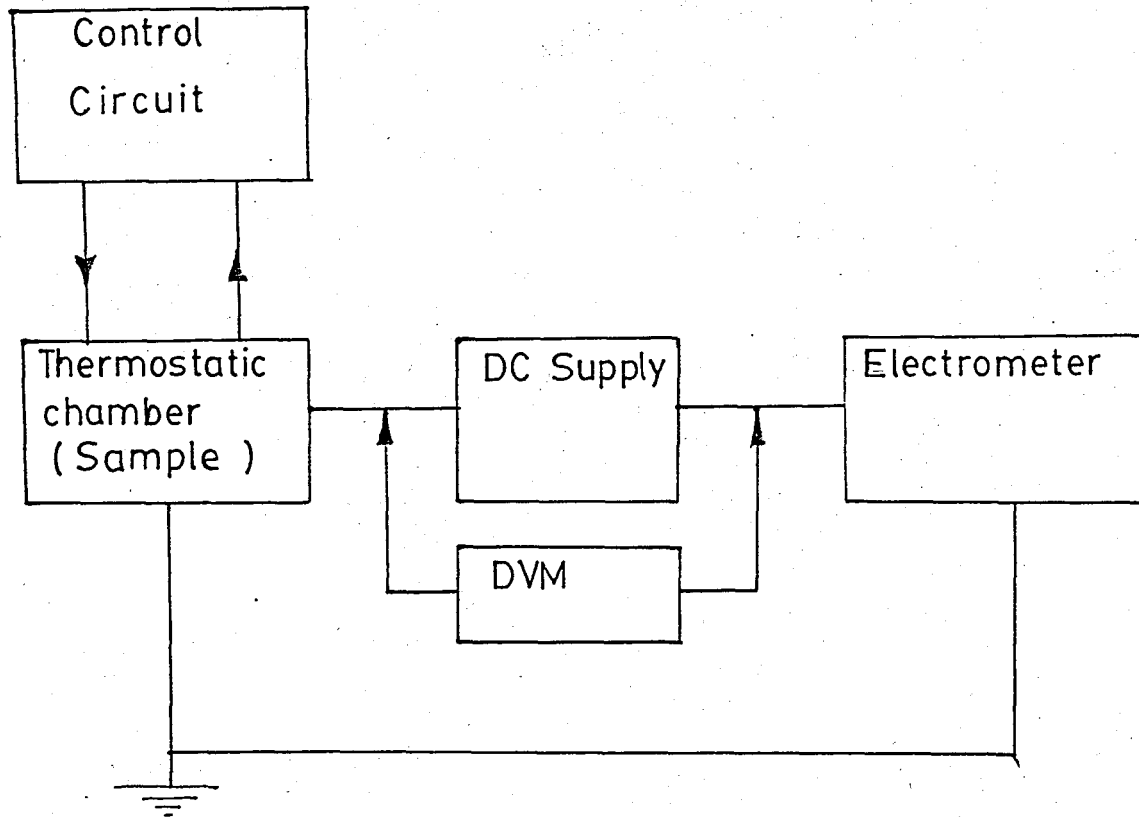 Control
Circuit
Thermostatic
chamber
( Sample )
DC Supply
Electrometer
DVM